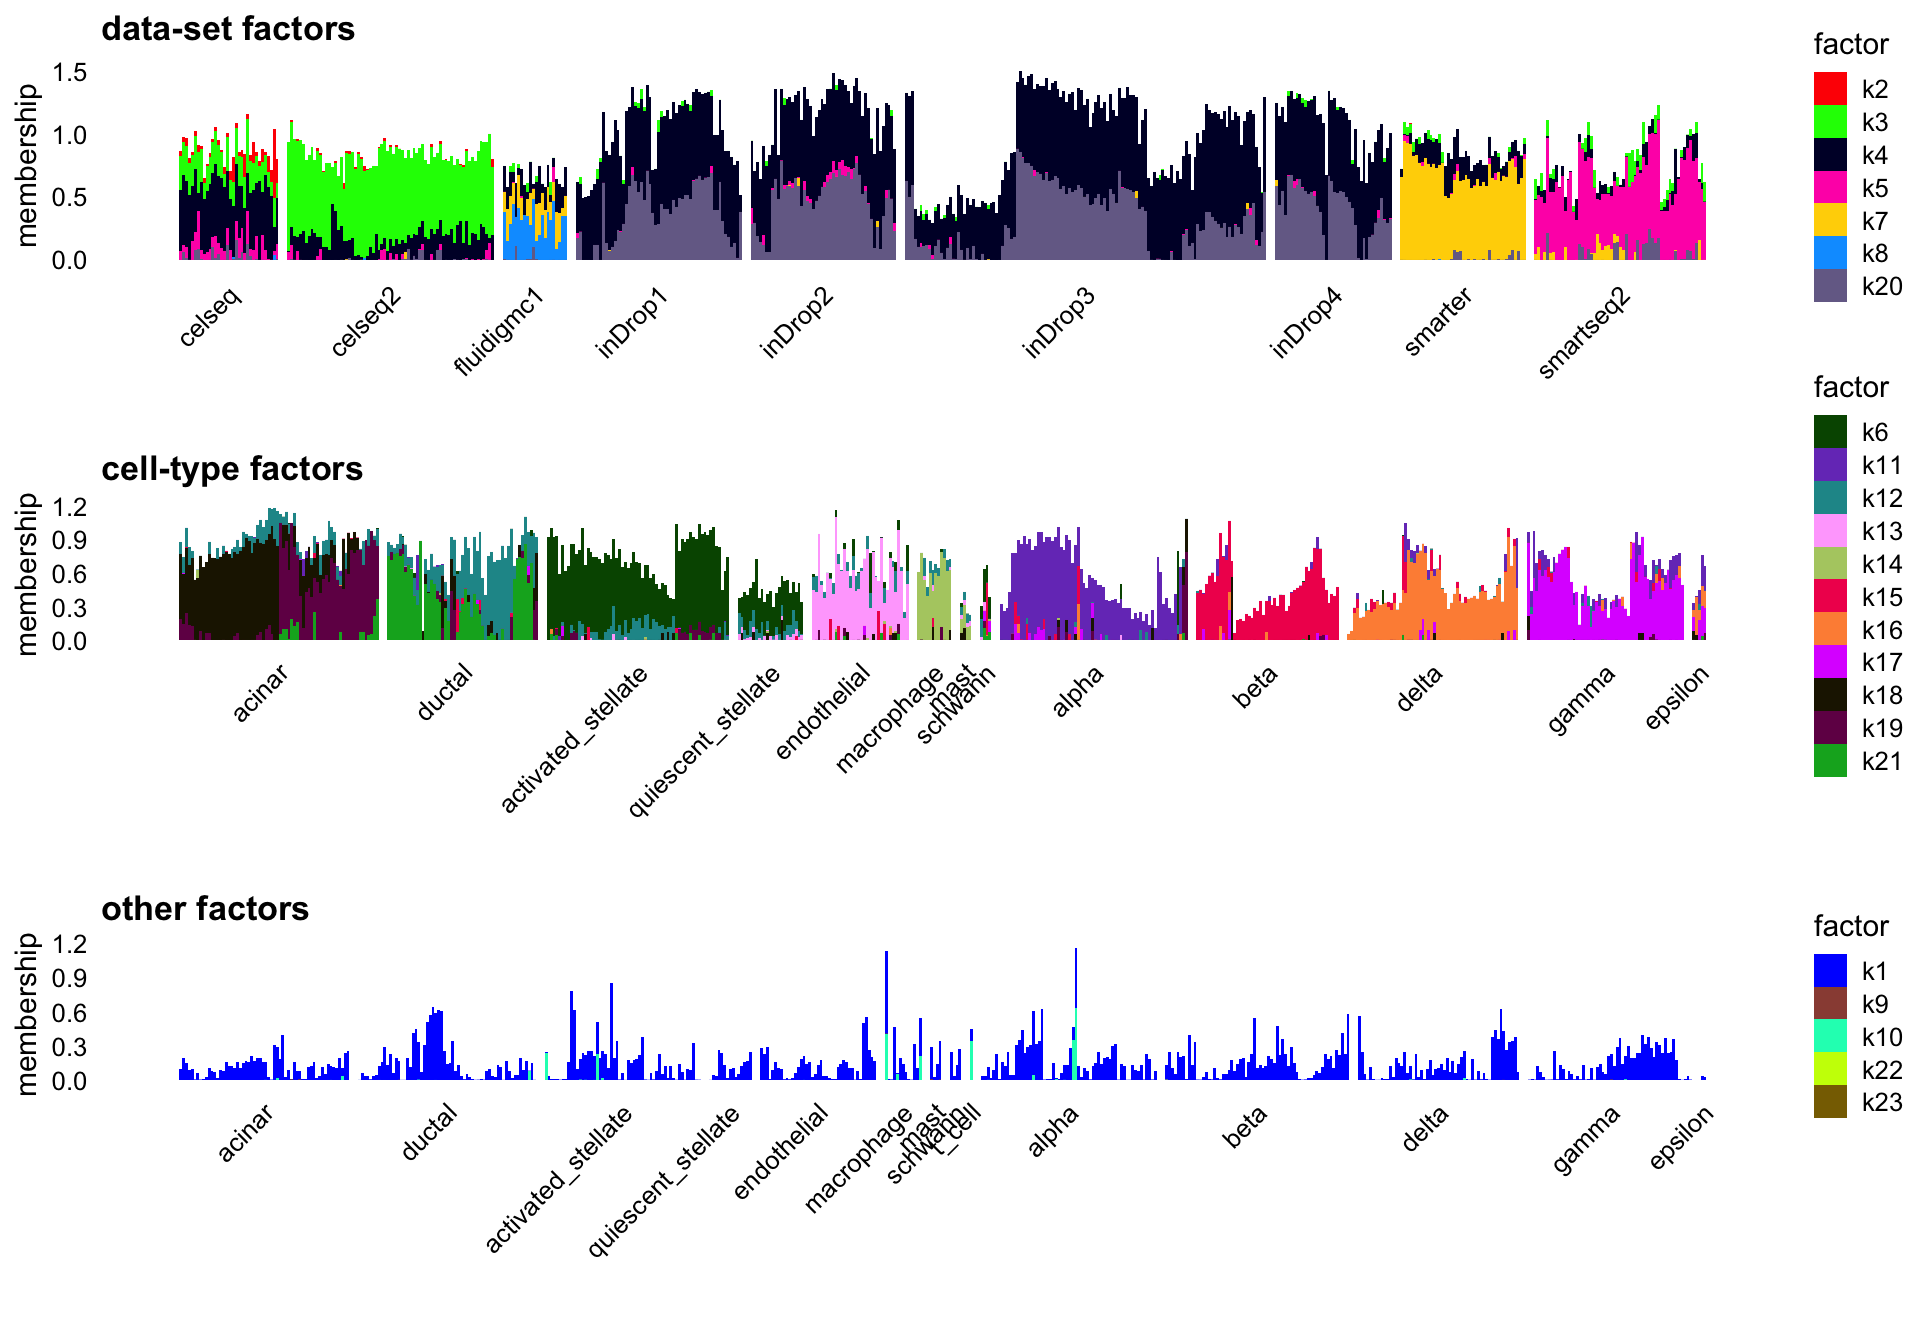 data-set factors
membership
1.5
1.0
0.5
0.0
celseq
celseq2
fluidigmc1
inDrop1
inDrop2
inDrop3
inDrop4
smarter
smartseq2
factor
k2
k3
k4
k5
k7
k8
k20
cell-type factors
membership
1.2
0.9
0.6
0.3
0.0
acinar
ductal
activated_stellate
quiescent_stellate
endothelial
macrophage
mast
schwann
alpha
beta
delta
gamma
epsilon
factor
k6
k11
k12
k13
k14
k15
k16
k17
k18
k19
k21
other factors
membership
1.2
0.9
0.6
0.3
0.0
acinar
ductal
activated_stellate
quiescent_stellate
endothelial
macrophage
mast
schwann
t_cell
alpha
beta
delta
gamma
epsilon
factor
k1
k9
k10
k22
k23